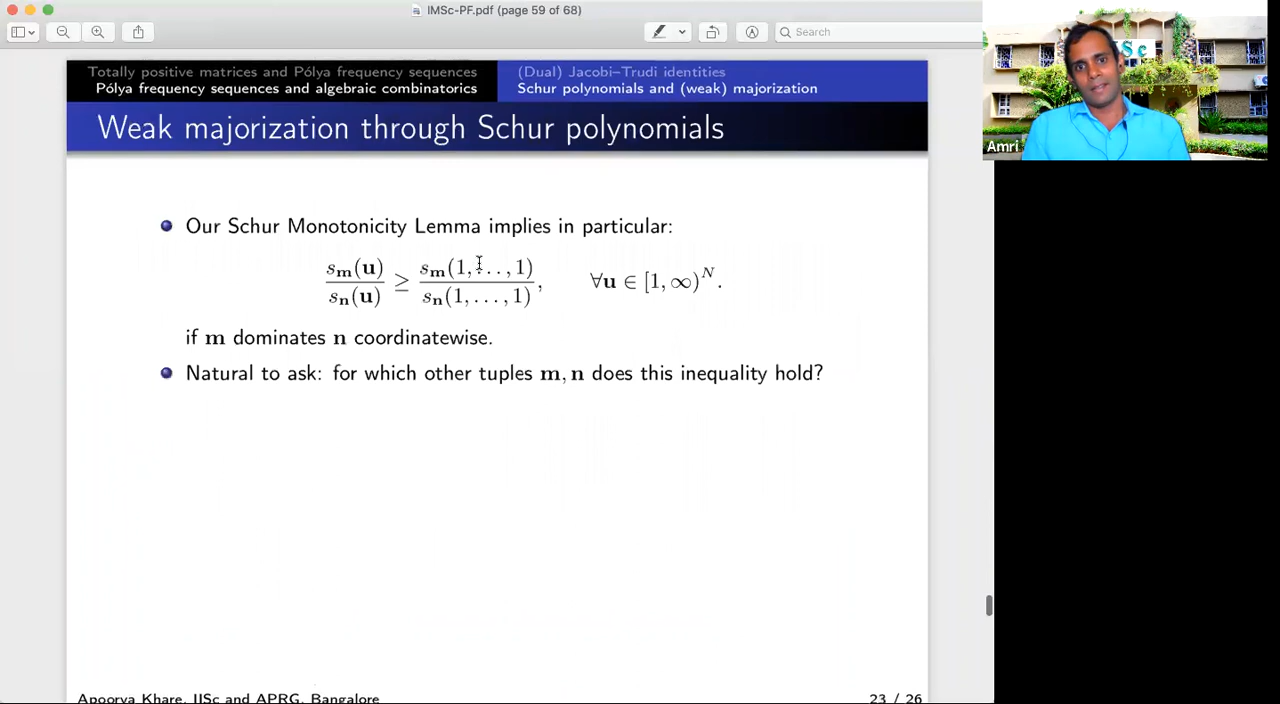 IMSc-PF.pdf (page 59 of 68)
Search
Totally positive matrices and Pólya frequency sequences
Pólya frequency sequences and algebraic combinatorics
(Dual) Jacobi–Trudi identities
Schur polynomials and (weak) majorization
Weak majorization through Schur polynomials
Our Schur Monotonicity Lemma implies in particular:
s_m(u) / s_n(u) ≥ s_m(1, . . . , 1) / s_n(1, . . . , 1), ∀u ∈ [1, ∞)^N.
if m dominates n coordinatewise.
Natural to ask: for which other tuples m, n does this inequality hold?
Apoorva Khare, IISc and APRG, Bangalore
23 / 26
Amri